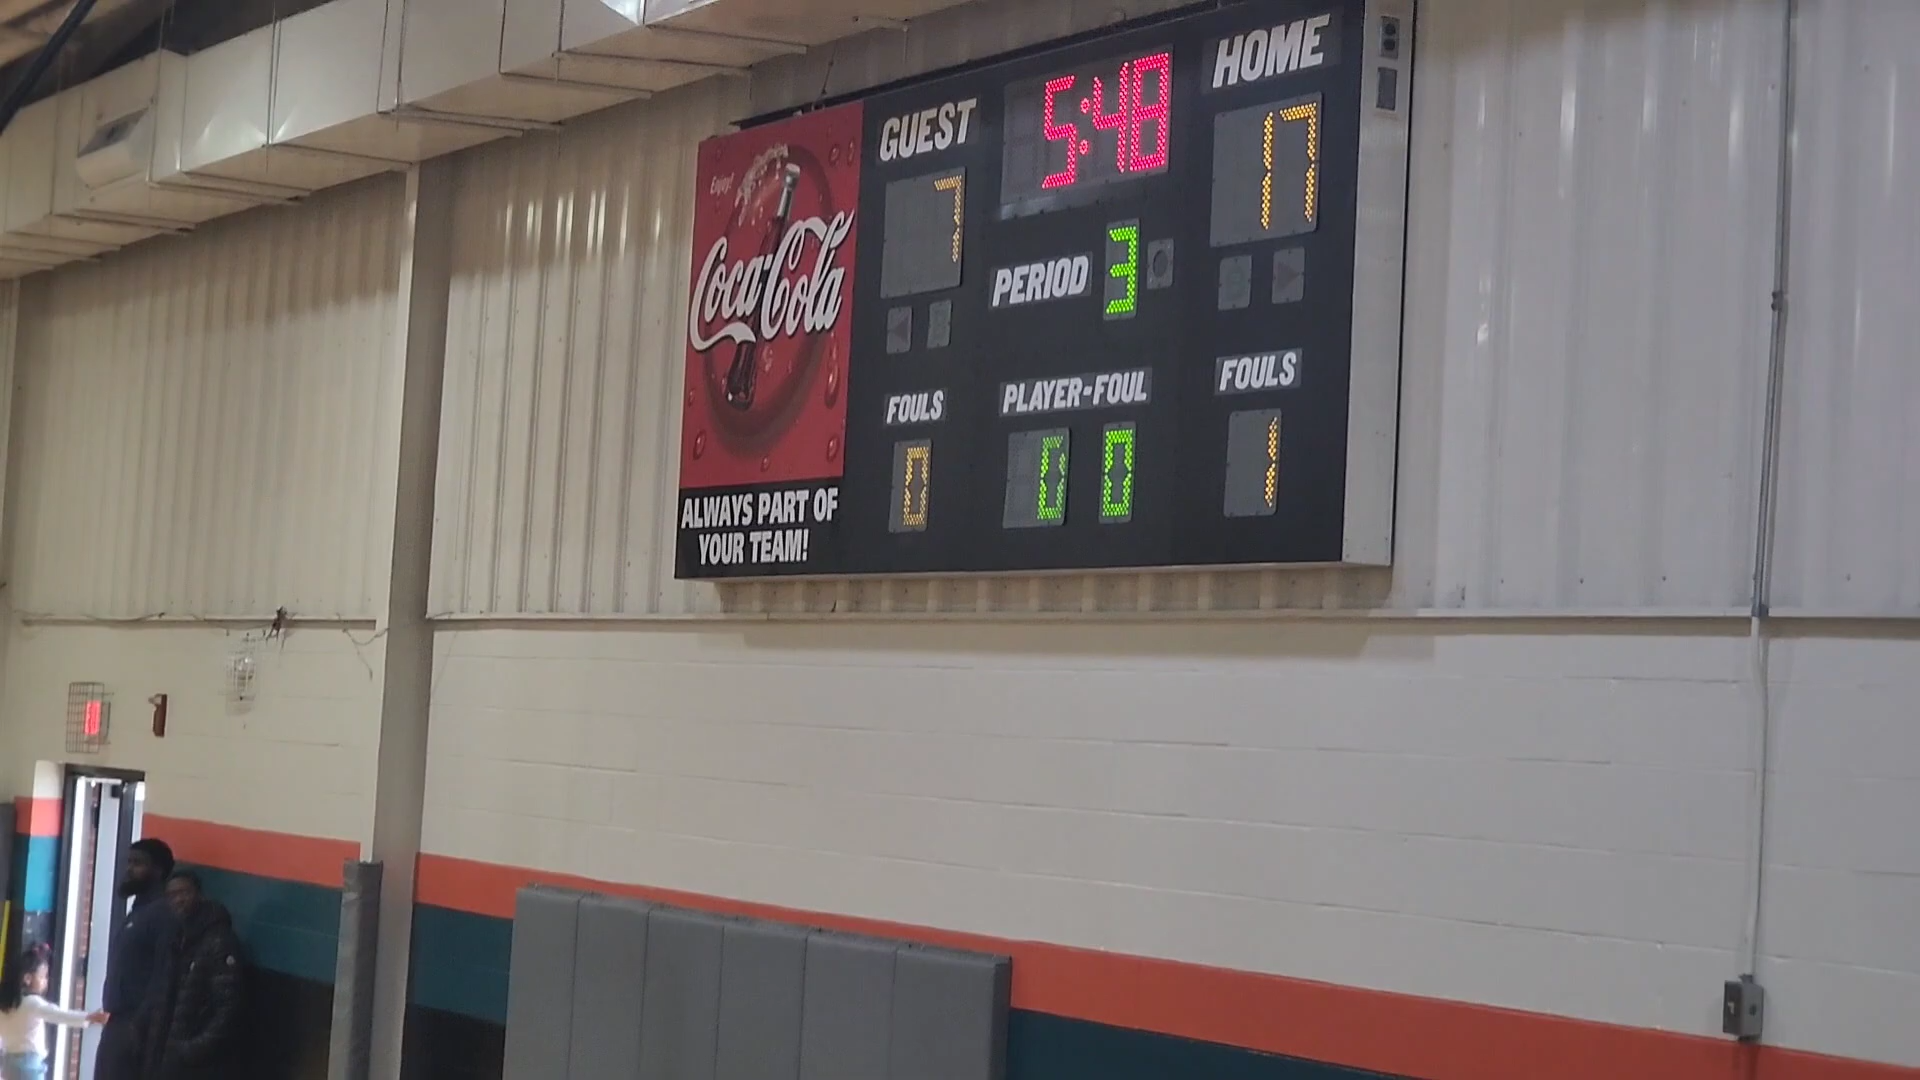 GUEST
5:48
HOME
7
17
PERIOD 3
Enjoy!
Coca-Cola
FOULS
PLAYER-FOUL
FOULS
0
0 0
1
ALWAYS PART OF
YOUR TEAM!